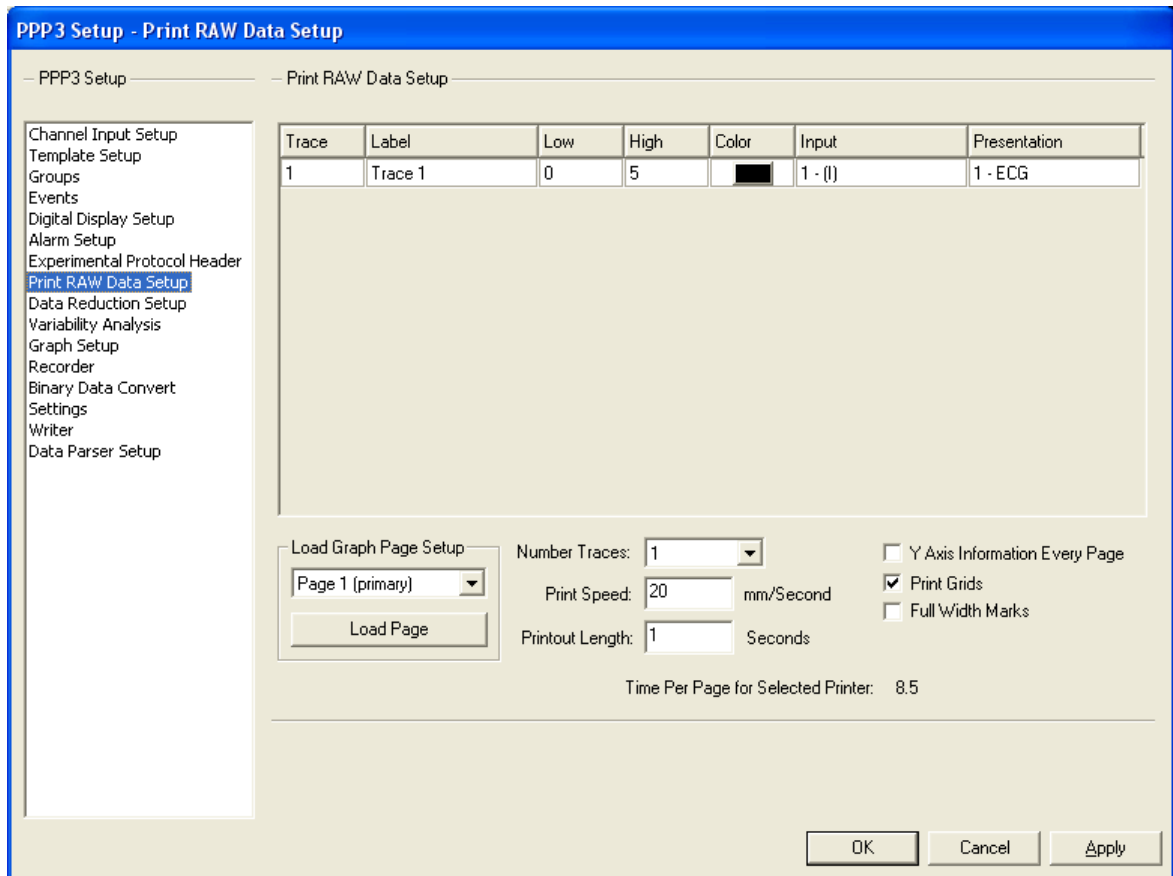 PPP3 Setup - Print RAW Data Setup
PPP3 Setup
Channel Input Setup
Template Setup
Groups
Events
Digital Display Setup
Alarm Setup
Experimental Protocol Header
Print RAW Data Setup
Data Reduction Setup
Variability Analysis
Graph Setup
Recorder
Binary Data Convert
Settings
Writer
Data Parser Setup
Print RAW Data Setup
Trace Label Low High Color Input Presentation
1 Trace 1 0 5 1 - (I) 1 - ECG
Load Graph Page Setup
Page 1 (primary)
Load Page
Number Traces: 1
Print Speed: 20 mm/Second
Printout Length: 1 Seconds
Y Axis Information Every Page
Print Grids
Full Width Marks
Time Per Page for Selected Printer: 8.5
OK Cancel Apply